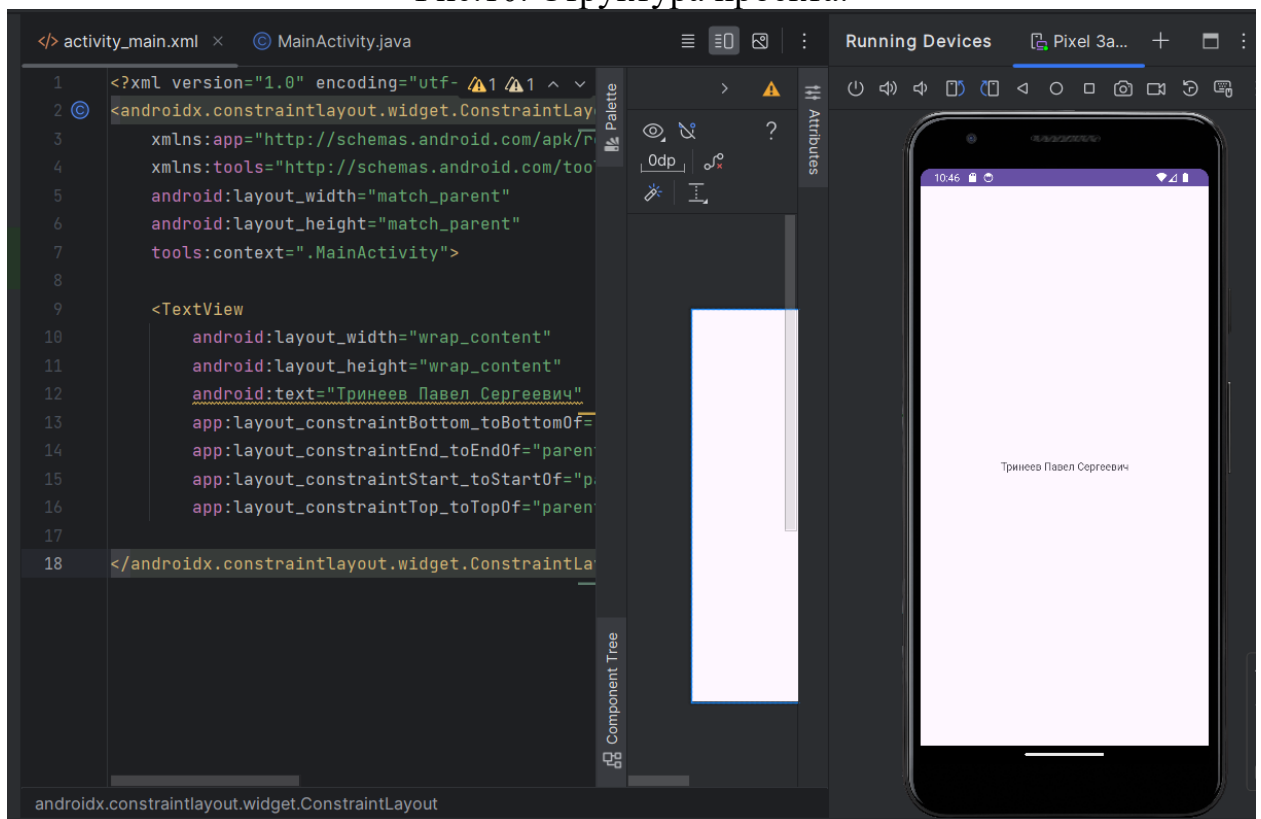 </> activity_main.xml × © MainActivity.java
Running Devices Pixel 3a... +
1 <?xml version="1.0" encoding="utf- 1 1
2 <androidx.constraintlayout.widget.ConstraintLay
3 xmlns:app="http://schemas.android.com/apk/r
4 xmlns:tools="http://schemas.android.com/too
5 android:layout_width="match_parent"
6 android:layout_height="match_parent"
7 tools:context=".MainActivity">
8
9 <TextView
10 android:layout_width="wrap_content"
11 android:layout_height="wrap_content"
12 android:text="Тринеев Павел Сергеевич"
13 app:layout_constraintBottom_toBottomOf=
14 app:layout_constraintEnd_toEndOf="paren
15 app:layout_constraintStart_toStartOf="p
16 app:layout_constraintTop_toTopOf="paren
17
18 </androidx.constraintlayout.widget.ConstraintLa
Palette
Component Tree
? 
0dp
Attributes
10:46
Тринеев Павел Сергеевич
androidx.constraintlayout.widget.ConstraintLayout